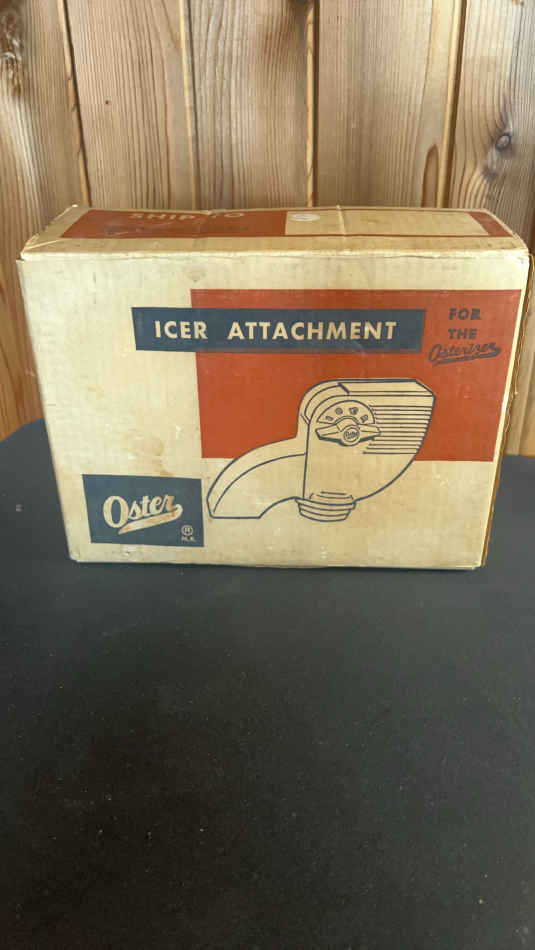 SHIP TO
ICER ATTACHMENT
FOR
THE
Osterizer
Oster
Oster
®
M.R.